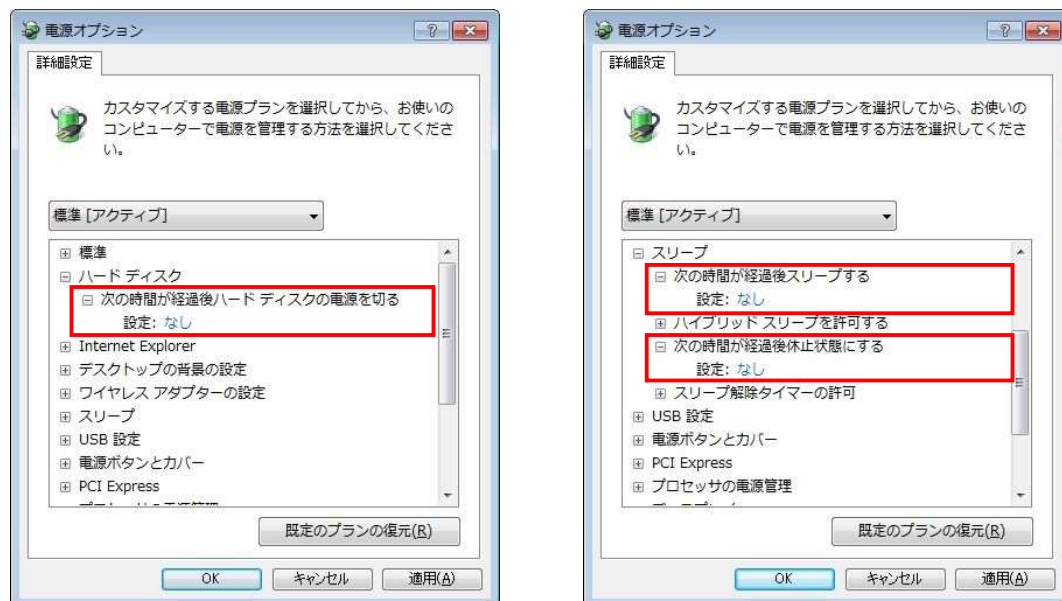 電源オプション
詳細設定
カスタマイズする電源プランを選択してから、お使いの
コンピューターで電源を管理する方法を選択してくださ
い。
標準 [アクティブ]
標準
ハード ディスク
次の時間が経過後ハード ディスクの電源を切る
設定: なし
Internet Explorer
デスクトップの背景の設定
ワイヤレス アダプターの設定
スリープ
USB 設定
電源ボタンとカバー
PCI Express
既定のプランの復元(R)
OK
キャンセル
適用(A)
電源オプション
詳細設定
カスタマイズする電源プランを選択してから、お使いの
コンピューターで電源を管理する方法を選択してくださ
い。
標準 [アクティブ]
スリープ
次の時間が経過後スリープする
設定: なし
ハイブリッド スリープを許可する
次の時間が経過後休止状態にする
設定: なし
スリープ解除タイマーの許可
USB 設定
電源ボタンとカバー
PCI Express
プロセッサの電源管理
既定のプランの復元(R)
OK
キャンセル
適用(A)